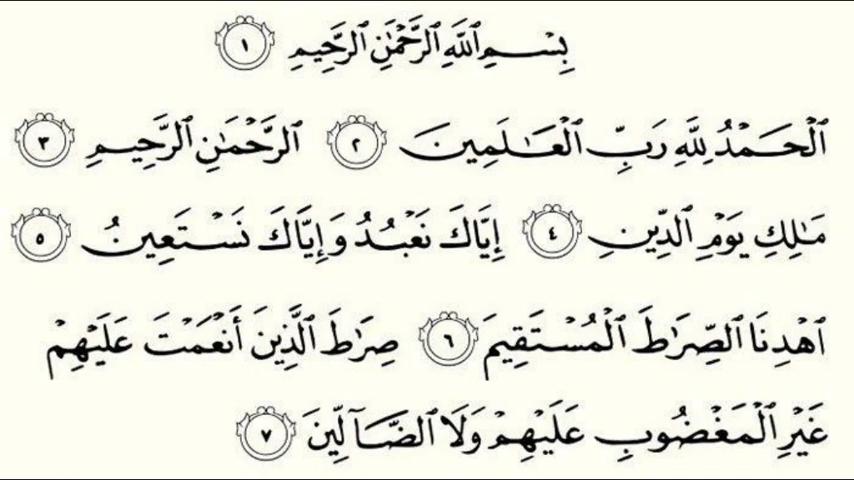 بِسْمِ ٱللَّهِ ٱلرَّحْمَٰنِ ٱلرَّحِيمِ ١
ٱلْحَمْدُ لِلَّهِ رَبِّ ٱلْعَٰلَمِينَ ٢ ٱلرَّحْمَٰنِ ٱلرَّحِيمِ ٣
مَٰلِكِ يَوْمِ ٱلدِّينِ ٤ إِيَّاكَ نَعْبُدُ وَإِيَّاكَ نَسْتَعِينُ ٥
ٱهْدِنَا ٱلصِّرَٰطَ ٱلْمُسْتَقِيمَ ٦ صِرَٰطَ ٱلَّذِينَ أَنْعَمْتَ عَلَيْهِمْ
غَيْرِ ٱلْمَغْضُوبِ عَلَيْهِمْ وَلَا ٱلضَّآلِّينَ ٧